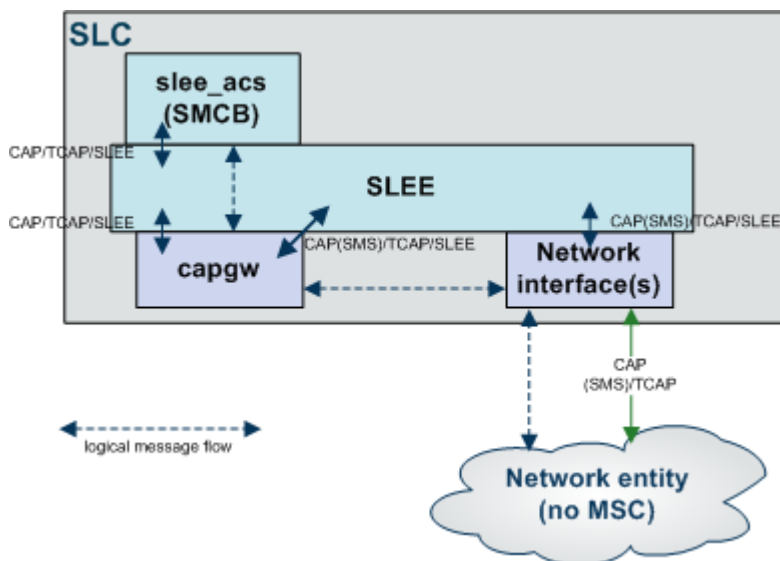 SLC
slee_acs
(SMCB)
CAP/TCAP/SLEE
SLEE
CAP/TCAP/SLEE
CAP(SMS)/TCAP/SLEE
CAP(SMS)/TCAP/SLEE
capgw
Network
interface(s)
CAP
(SMS)/TCAP
logical message flow
Network entity
(no MSC)